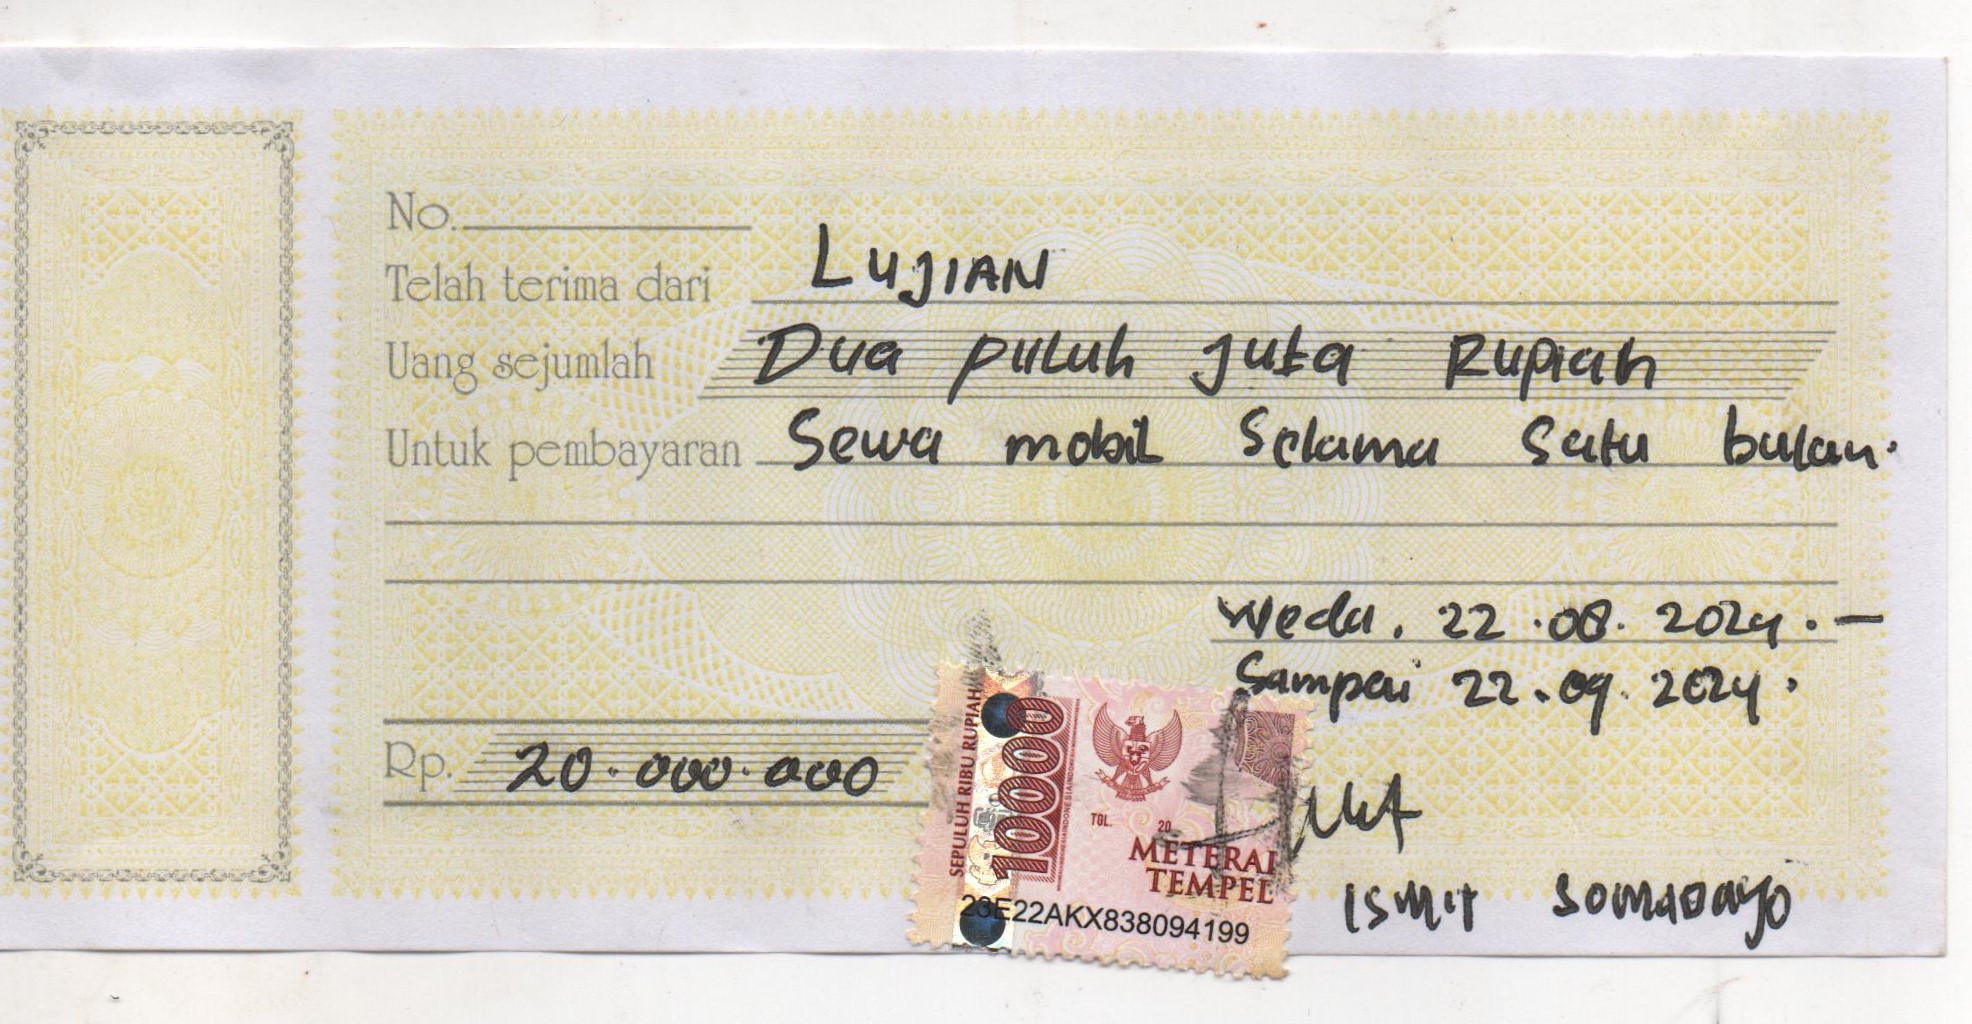 No.
Telah terima dari LUJIAN
Uang sejumlah Dua puluh Juta Rupiah
Untuk pembayaran Sewa mobil Selama Satu bulan.
Weda. 22.08.2024.-
Sampai 22.09.2024.
Rp. 20.000.000
SEPULUH RIBU RUPIAH
10000
TGL. 20
METERAI
TEMPEL
23E22AKX838094199
ISMIT SOMADAYO